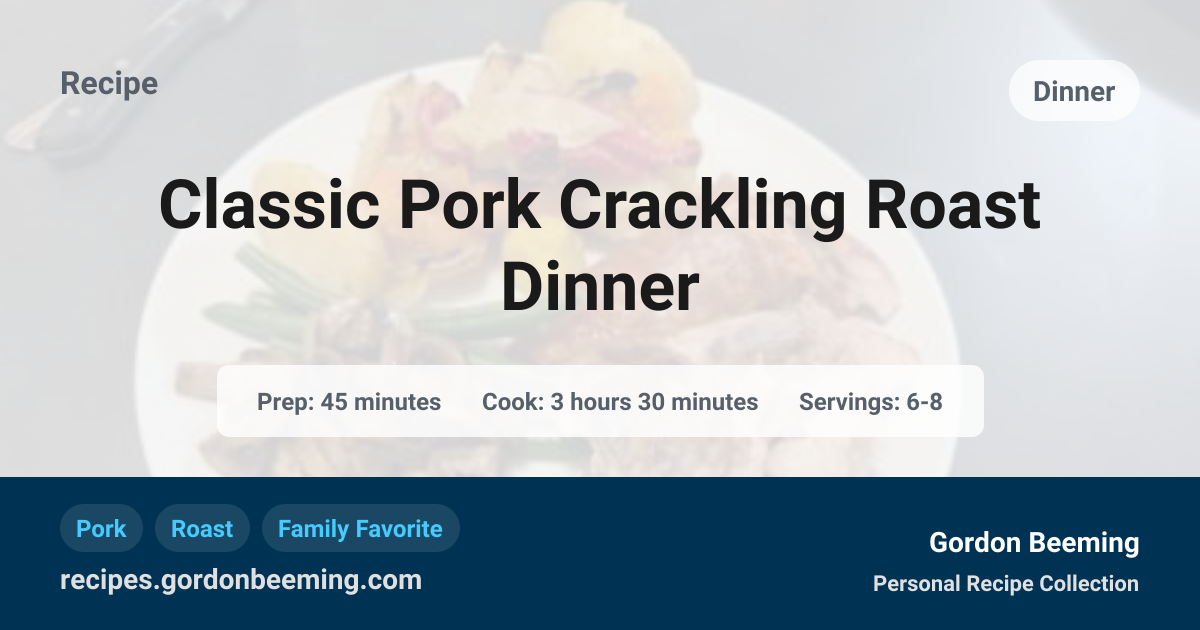 Recipe
Dinner
Classic Pork Crackling Roast
Dinner
Prep: 45 minutes Cook: 3 hours 30 minutes Servings: 6-8
Pork Roast Family Favorite
recipes.gordonbeeming.com
Gordon Beeming
Personal Recipe Collection